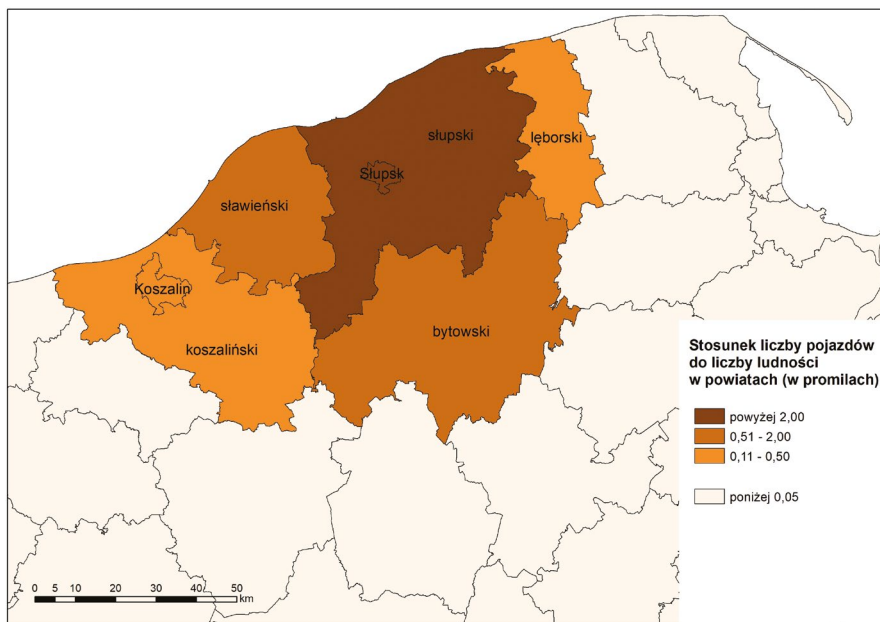 słupski
lęborski
Słupsk
sławieński
Koszalin
bytowski
koszaliński
Stosunek liczby pojazdów
do liczby ludności
w powiatach (w promilach)
powyżej 2,00
0,51 - 2,00
0,11 - 0,50
poniżej 0,05
0 5 10 20 30 40 50
km